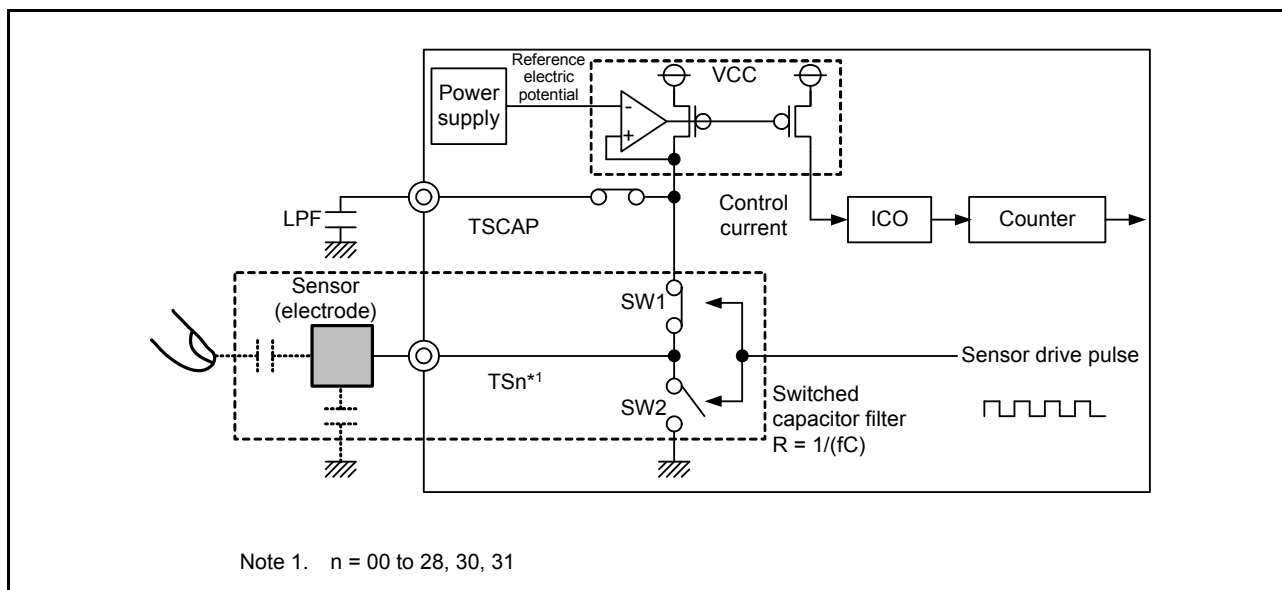 Reference
electric
potential
VCC
Power
supply
-
+
LPF
TSCAP
Control
current
ICO
Counter
Sensor
(electrode)
SW1
Sensor drive pulse
TSn*1
SW2
Switched
capacitor filter
R = 1/(fC)
Note 1. n = 00 to 28, 30, 31